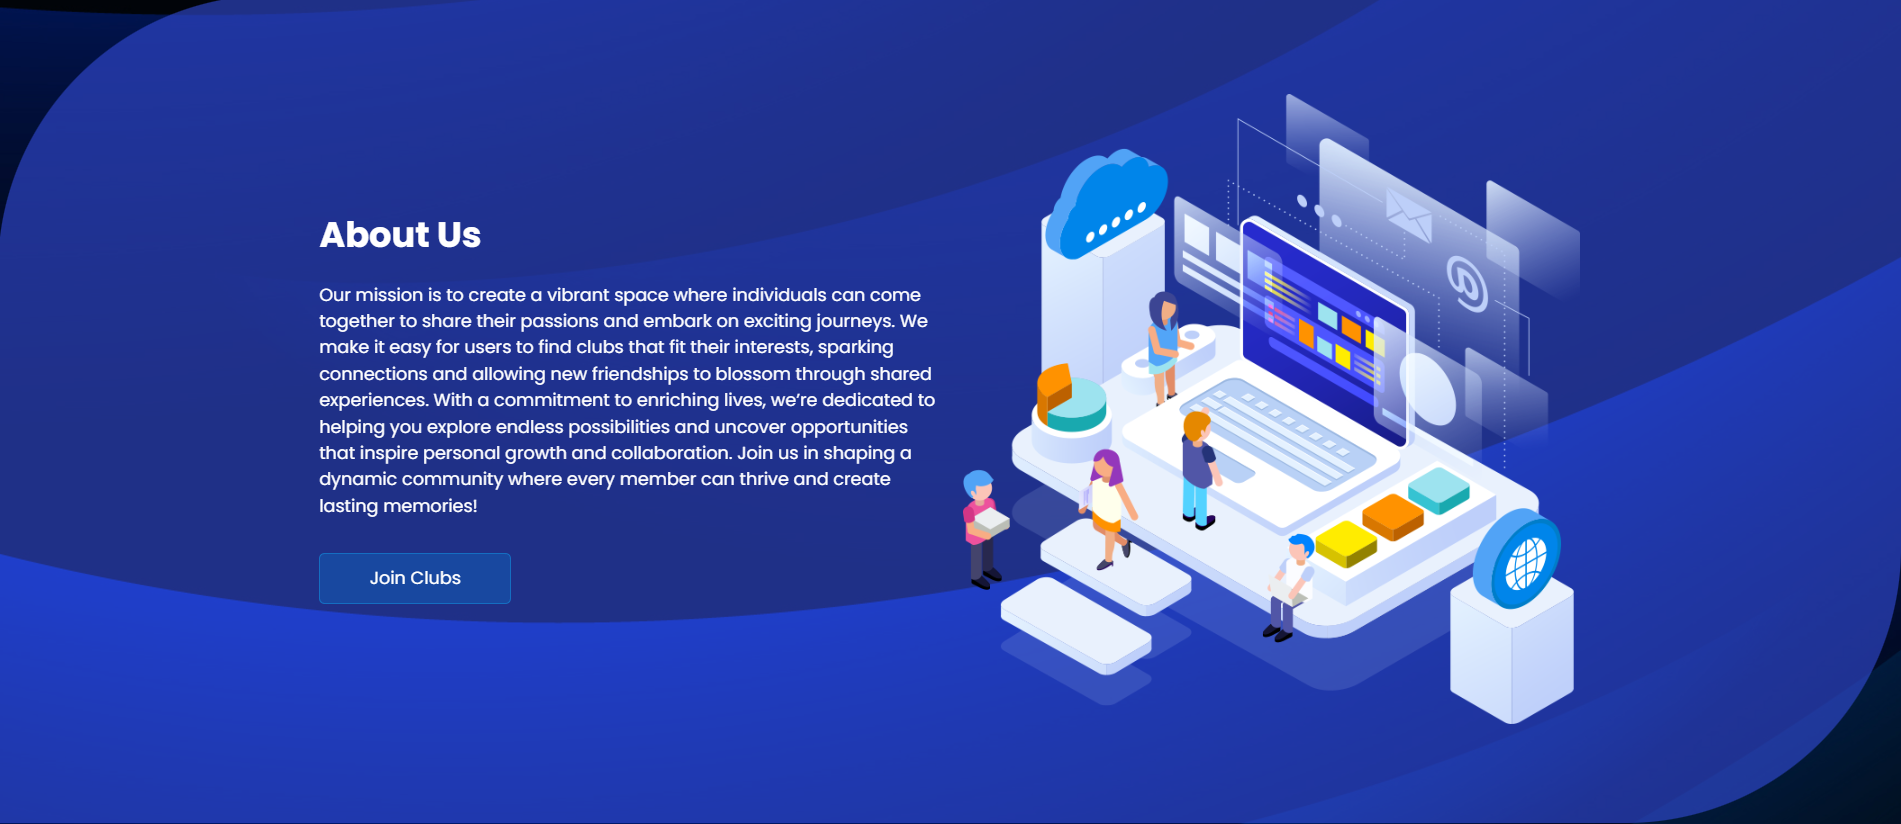 About Us
Our mission is to create a vibrant space where individuals can come
together to share their passions and embark on exciting journeys. We
make it easy for users to find clubs that fit their interests, sparking
connections and allowing new friendships to blossom through shared
experiences. With a commitment to enriching lives, we’re dedicated to
helping you explore endless possibilities and uncover opportunities
that inspire personal growth and collaboration. Join us in shaping a
dynamic community where every member can thrive and create
lasting memories!
Join Clubs
@